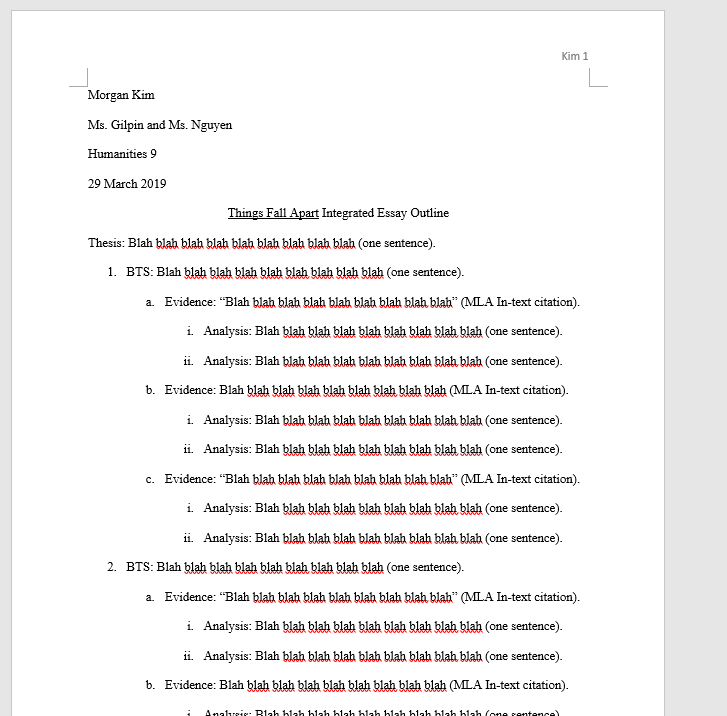 Kim 1
Morgan Kim
Ms. Gilpin and Ms. Nguyen
Humanities 9
29 March 2019
Things Fall Apart Integrated Essay Outline
Thesis: Blah blah blah blah blah blah blah blah blah (one sentence).
1. BTS: Blah blah blah blah blah blah blah blah blah (one sentence).
a. Evidence: “Blah blah blah blah blah blah blah blah blah” (MLA In-text citation).
i. Analysis: Blah blah blah blah blah blah blah blah blah (one sentence).
ii. Analysis: Blah blah blah blah blah blah blah blah blah (one sentence).
b. Evidence: Blah blah blah blah blah blah blah blah blah (MLA In-text citation).
i. Analysis: Blah blah blah blah blah blah blah blah blah (one sentence).
ii. Analysis: Blah blah blah blah blah blah blah blah blah (one sentence).
c. Evidence: “Blah blah blah blah blah blah blah blah blah” (MLA In-text citation).
i. Analysis: Blah blah blah blah blah blah blah blah blah (one sentence).
ii. Analysis: Blah blah blah blah blah blah blah blah blah (one sentence).
2. BTS: Blah blah blah blah blah blah blah blah blah (one sentence).
a. Evidence: “Blah blah blah blah blah blah blah blah blah” (MLA In-text citation).
i. Analysis: Blah blah blah blah blah blah blah blah blah (one sentence).
ii. Analysis: Blah blah blah blah blah blah blah blah blah (one sentence).
b. Evidence: Blah blah blah blah blah blah blah blah blah (MLA In-text citation).
i. Analysis: Blah blah blah blah blah blah blah blah blah (one sentence)